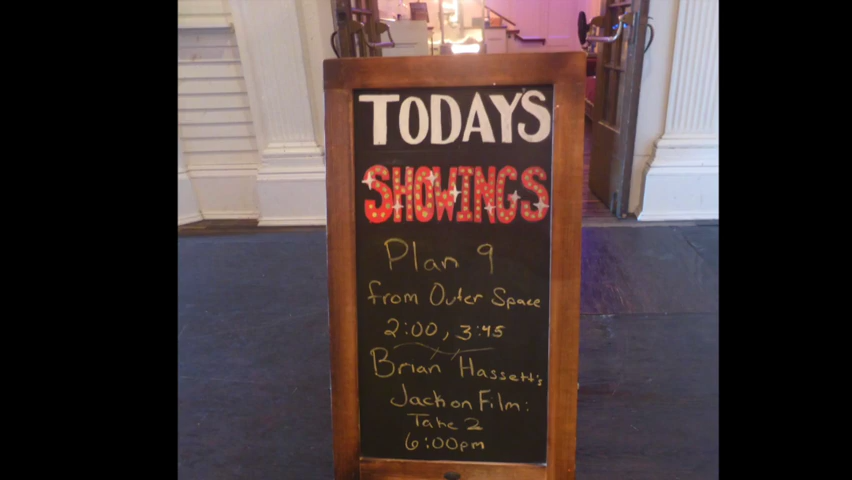 TODAY'S
SHOWINGS
Plan 9
from Outer Space
2:00, 3:45
Brian Hassett's
Jack on Film:
Take 2
6:00pm